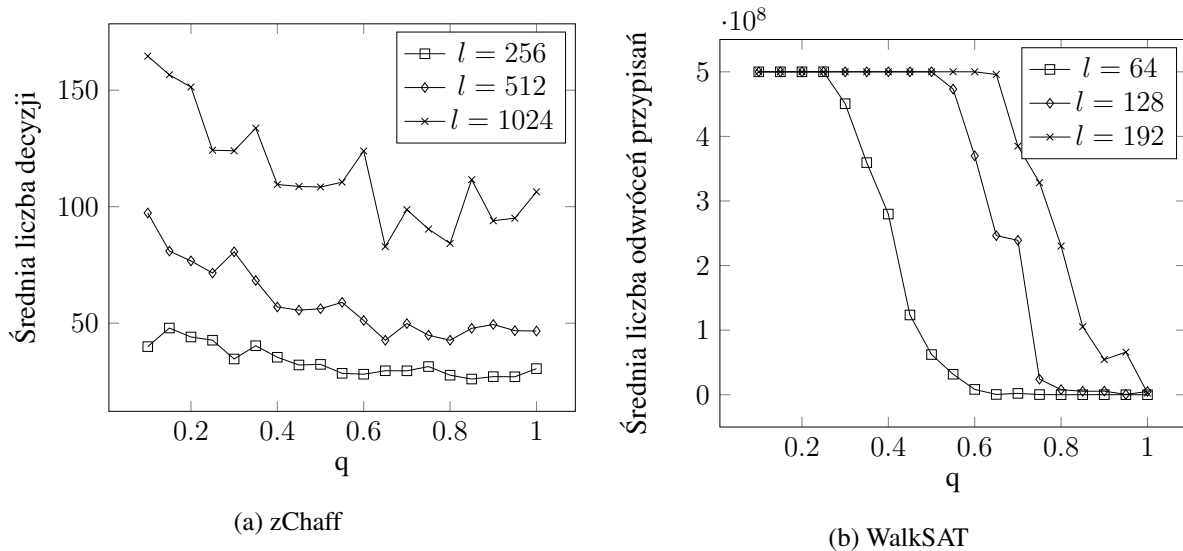 Średnia liczba decyzji
150
100
50
0.2 0.4 0.6 0.8 1
q
l = 256
l = 512
l = 1024
(a) zChaff
·10⁸
Średnia liczba odwróceń przypisań
5
4
3
2
1
0
0.2 0.4 0.6 0.8 1
q
l = 64
l = 128
l = 192
(b) WalkSAT